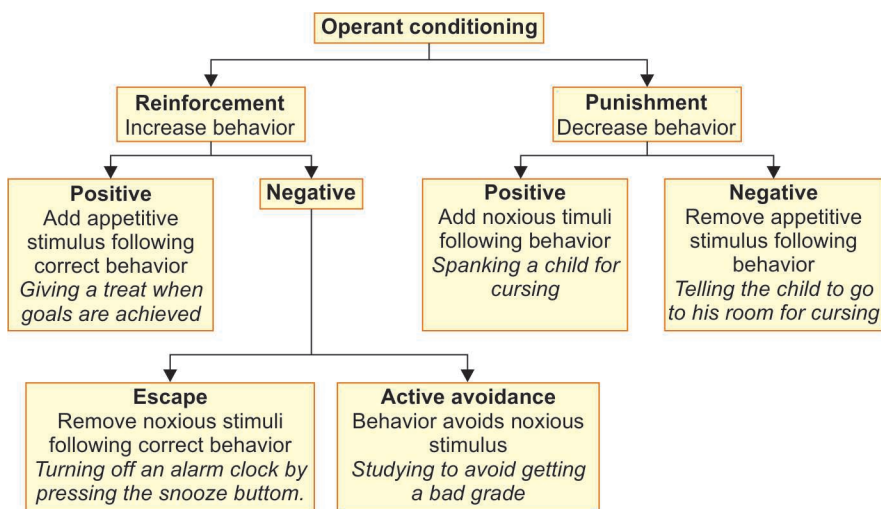 Operant conditioning
Reinforcement
Increase behavior
Punishment
Decrease behavior
Positive
Add appetitive
stimulus following
correct behavior
Giving a treat when
goals are achieved
Negative
Positive
Add noxious timuli
following behavior
Spanking a child for
cursing
Negative
Remove appetitive
stimulus following
behavior
Telling the child to go
to his room for cursing
Escape
Remove noxious stimuli
following correct behavior
Turning off an alarm clock by
pressing the snooze buttom.
Active avoidance
Behavior avoids noxious
stimulus
Studying to avoid getting
a bad grade